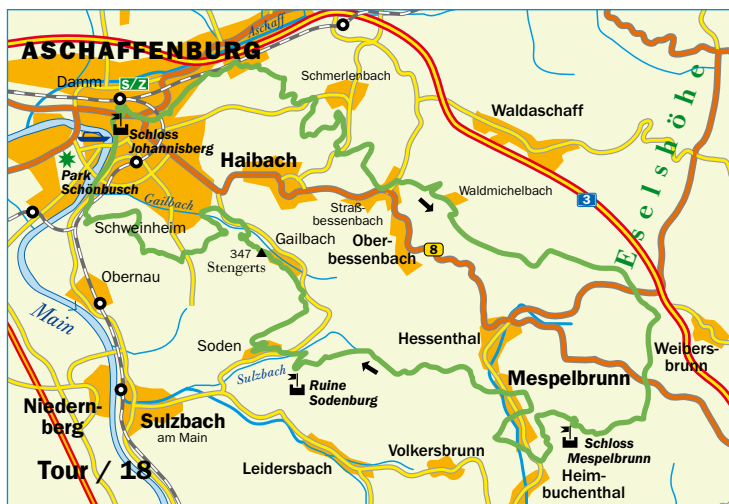 Aschaff
ASCHAFFENBURG
Damm
S/Z
Schmerlenbach
Waldaschaff
Schloss
Johannisberg
Haibach
Park
Schönbusch
Gailbach
Waldmichelbach
Straß-
bessenbach
3
Eselshöhe
Schweinheim
Gailbach
Ober-
bessenbach
8
347
Stengerts
Obernau
Main
Hessenthal
Soden
Weibers-
brunn
Sulzbach
Mespelbrunn
Ruine
Sodenburg
Niedern-
berg
Sulzbach
am Main
Schloss
Mespelbrunn
Volkersbrunn
Tour / 18
Leidersbach
Heim-
buchenthal